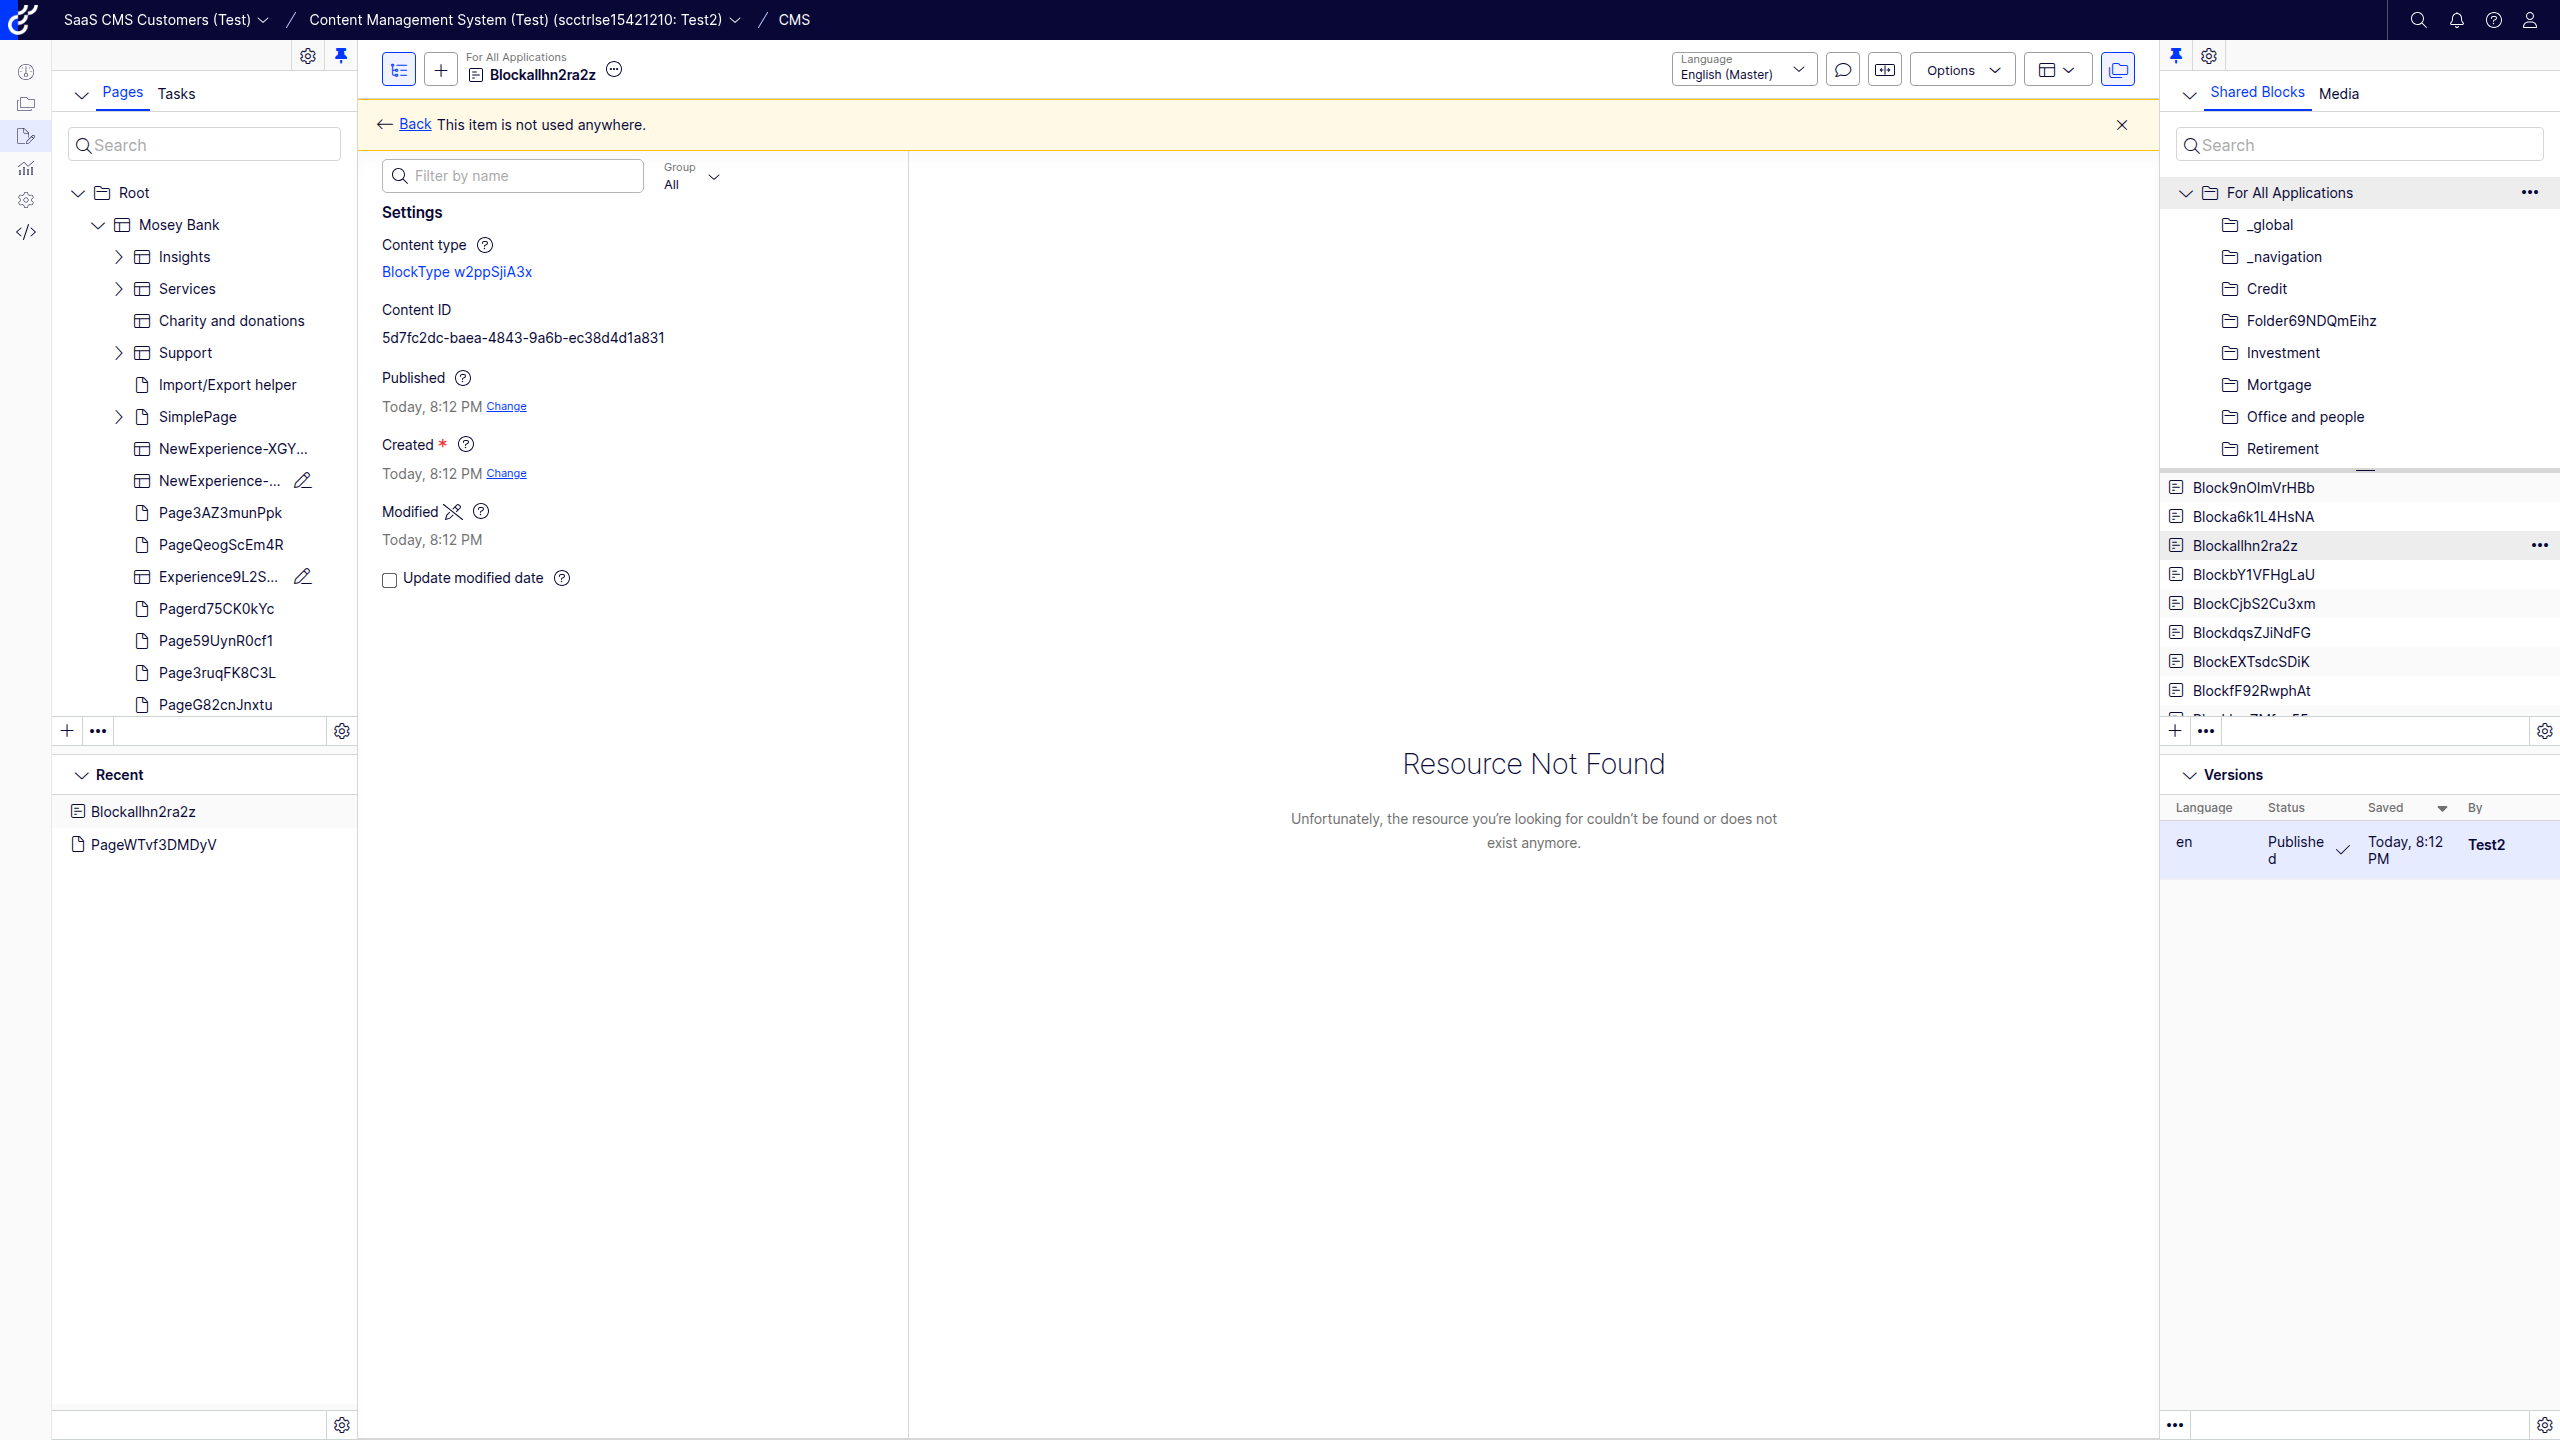 SaaS CMS Customers (Test)
Content Management System (Test) (scctrlse15421210: Test2)
CMS
Pages
Tasks
Search
Root
Mosey Bank
Insights
Services
Charity and donations
Support
Import/Export helper
SimplePage
NewExperience-XGY...
NewExperience-...
Page3AZ3munPpk
PageQeogScEm4R
Experience9L2S...
Pagerd75CK0kYc
Page59UynR0cf1
Page3ruqFK8C3L
PageG82cnJnxtu
Recent
Blockallhn2ra2z
PageWTvf3DMDyV
For All Applications
Blockallhn2ra2z
Language
English (Master)
Options
Back This item is not used anywhere.
Filter by name
Group
All
Settings
Content type
BlockType w2ppSjiA3x
Content ID
5d7fc2dc-baea-4843-9a6b-ec38d4d1a831
Published
Today, 8:12 PM Change
Created *
Today, 8:12 PM Change
Modified
Today, 8:12 PM
Update modified date
Resource Not Found
Unfortunately, the resource you’re looking for couldn’t be found or does not
exist anymore.
Shared Blocks
Media
Search
For All Applications
_global
_navigation
Credit
Folder69NDQmEihz
Investment
Mortgage
Office and people
Retirement
Block9nOlmVrHBb
Blocka6k1L4HsNA
Blockallhn2ra2z
BlockbY1VFHgLaU
BlockCjbS2Cu3xm
BlockdqsZJiNdFG
BlockEXTsdcSDiK
BlockfF92RwphAt
Versions
Language Status Saved By
en Publishe Today, 8:12 Test2
d PM